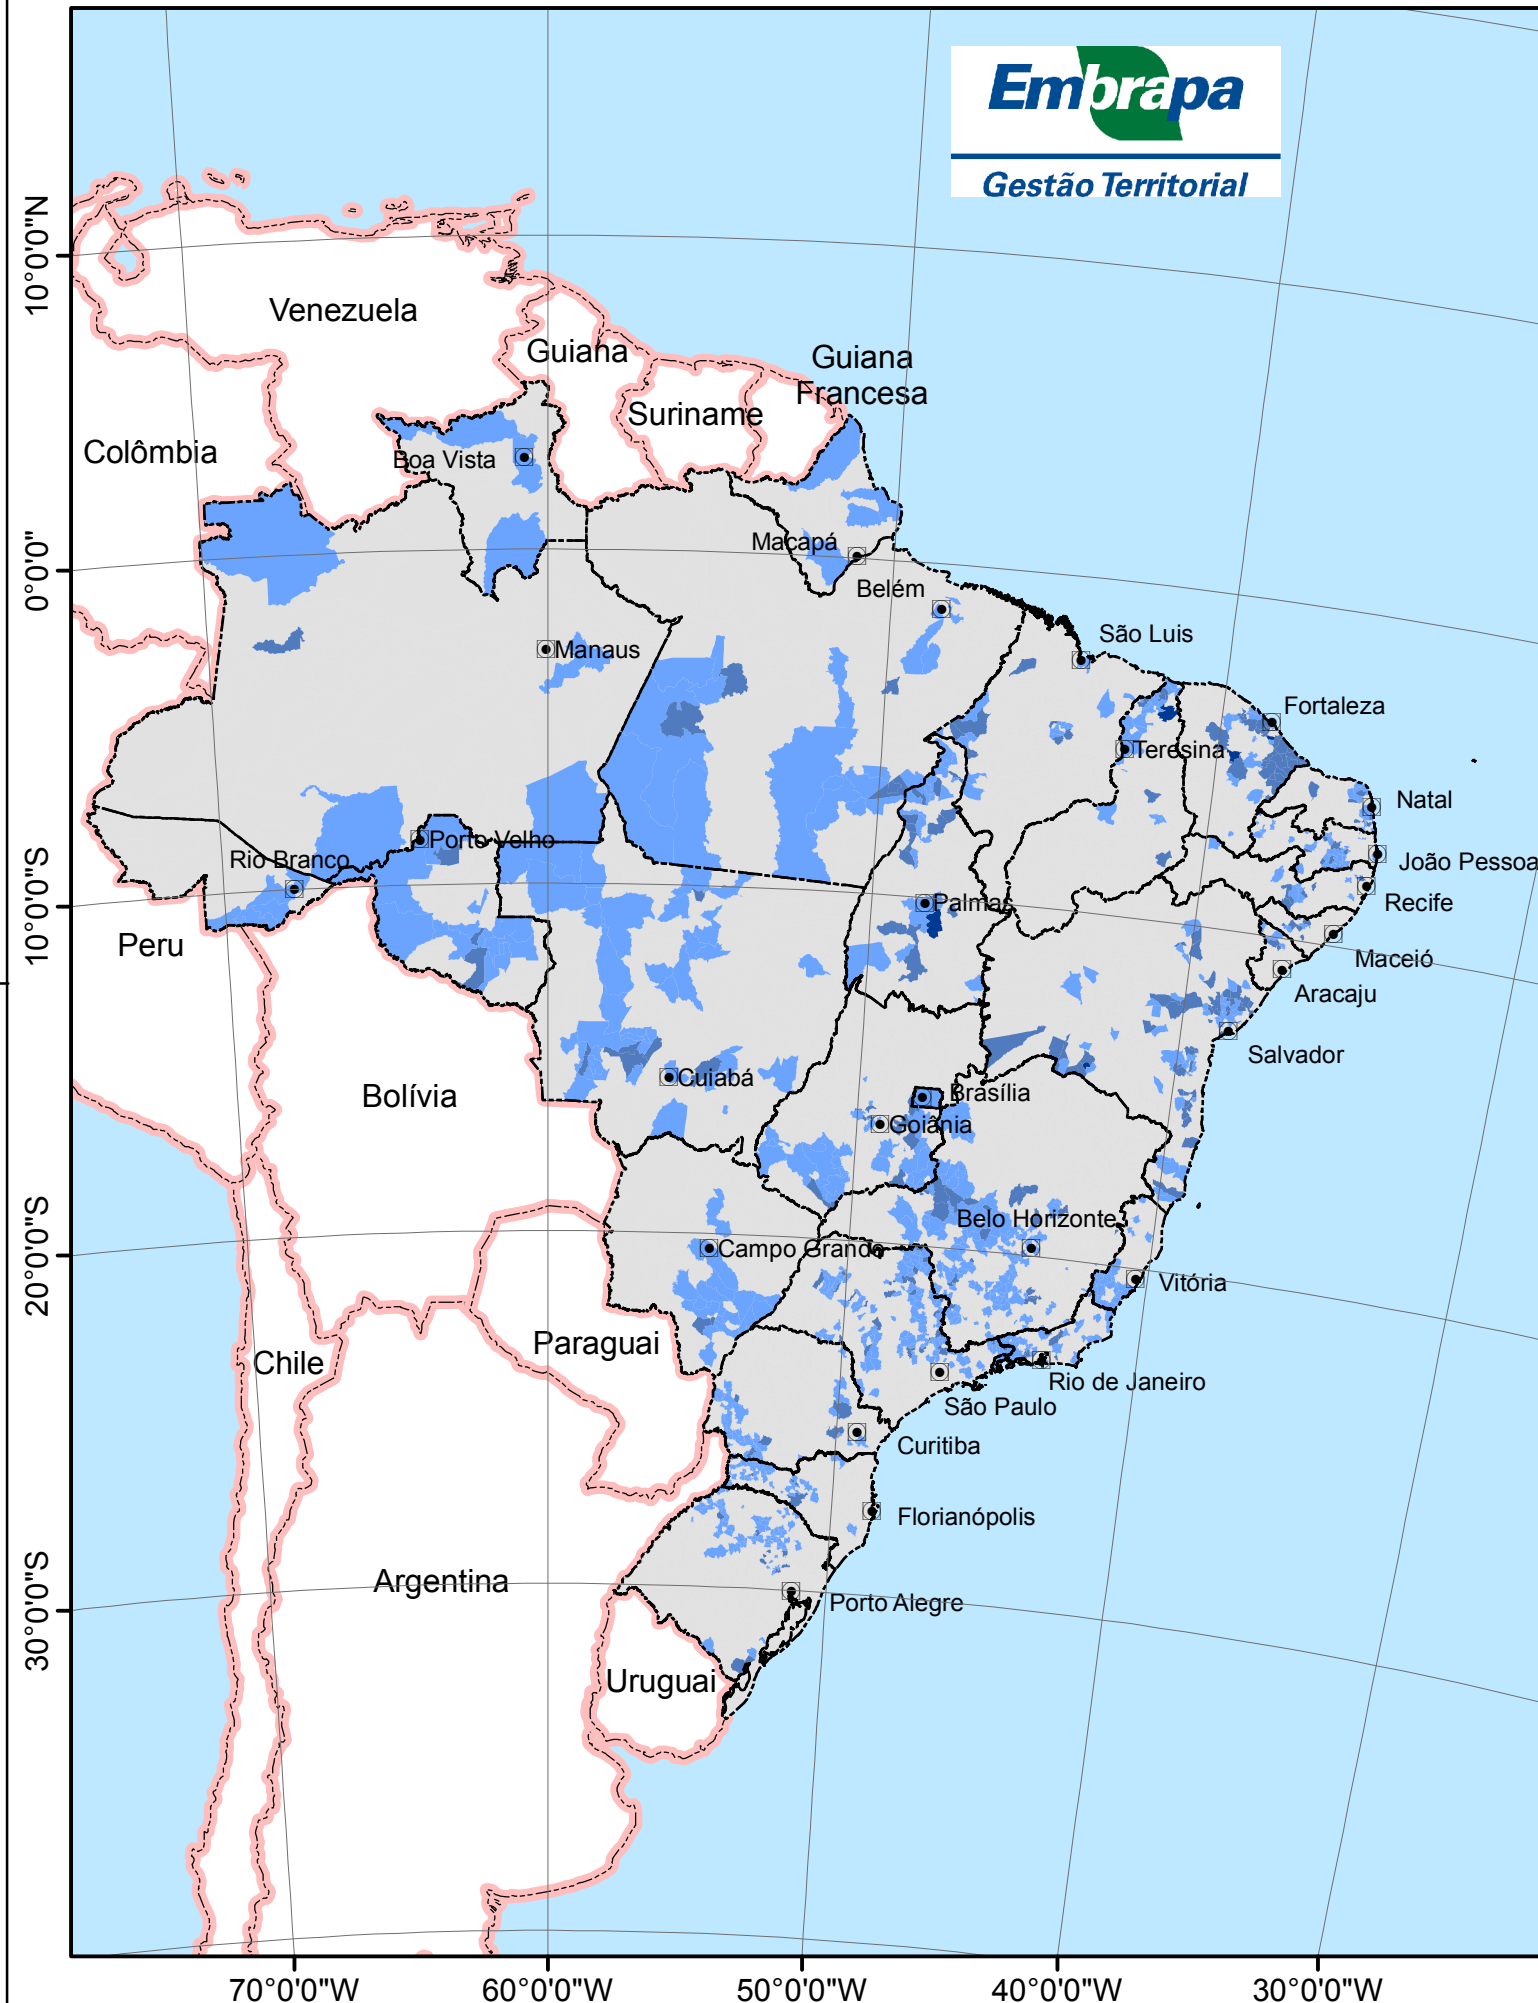 Embrapa
Gestão Territorial
10°0'0"N
Venezuela
Guiana
Guiana
Francesa
Suriname
Colômbia
Boa Vista
0°0'0"
Macapá
Belém
Manaus
São Luis
Fortaleza
Teresina
Natal
Porto Velho
Rio Branco
João Pessoa
Recife
Palmas
10°0'0"S
Peru
Maceió
Aracaju
Salvador
Cuiabá
Bolívia
Brasília
Goiânia
20°0'0"S
Belo Horizonte
Campo Grande
Vitória
Paraguai
Chile
Rio de Janeiro
São Paulo
Curitiba
Florianópolis
Argentina
30°0'0"S
Porto Alegre
Uruguai
70°0'0"W
60°0'0"W
50°0'0"W
40°0'0"W
30°0'0"W